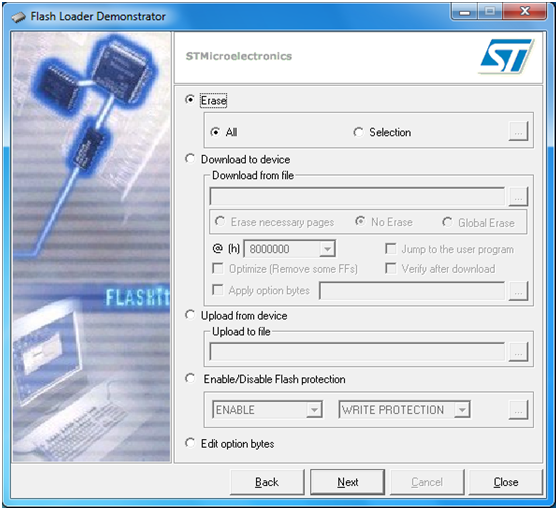 Flash Loader Demonstrator
STMicroelectronics
ST
Erase
All Selection ...
Download to device
Download from file
...
Erase necessary pages No Erase Global Erase
@ (h) 8000000 Jump to the user program
Optimize (Remove some FFs) Verify after download
Apply option bytes ...
Upload from device
Upload to file
...
Enable/Disable Flash protection
ENABLE WRITE PROTECTION ...
Edit option bytes
Back Next Cancel Close